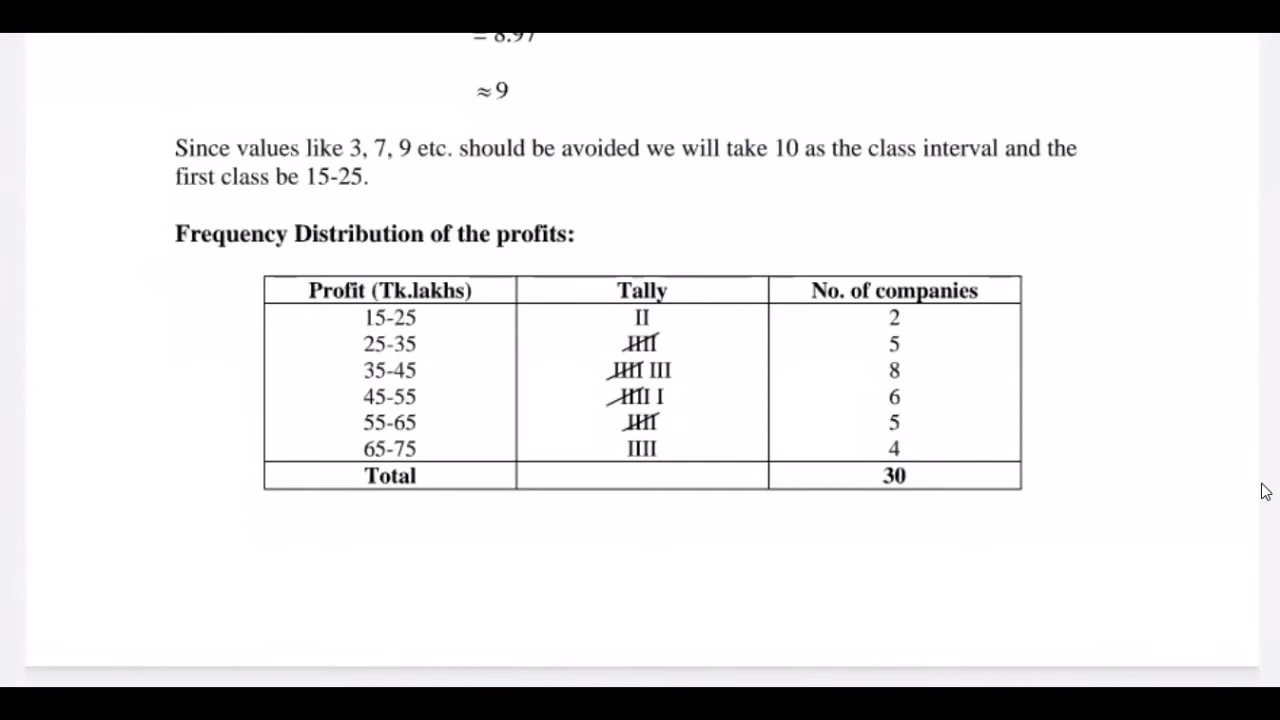 = 8.97
≈ 9
Since values like 3, 7, 9 etc. should be avoided we will take 10 as the class interval and the
first class be 15-25.
Frequency Distribution of the profits:
Profit (Tk.lakhs) Tally No. of companies
15-25 II 2
25-35 IIII 5
35-45 IIII III 8
45-55 IIII I 6
55-65 IIII 5
65-75 IIII 4
Total 30